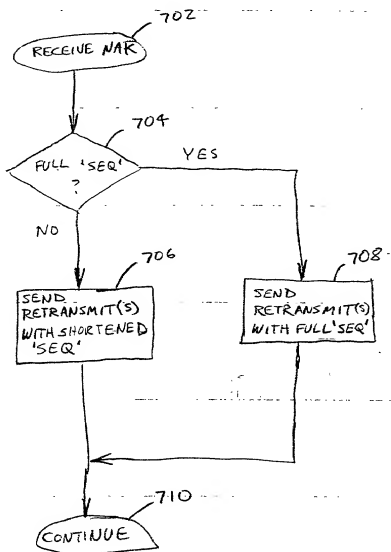 702
RECEIVE NAK
704
FULL 'SEQ'
?
YES
NO
706
SEND
RETRANSMIT(S)
WITH SHORTENED
'SEQ'
708
SEND
RETRANSMIT(S)
WITH FULL 'SEQ'
710
CONTINUE